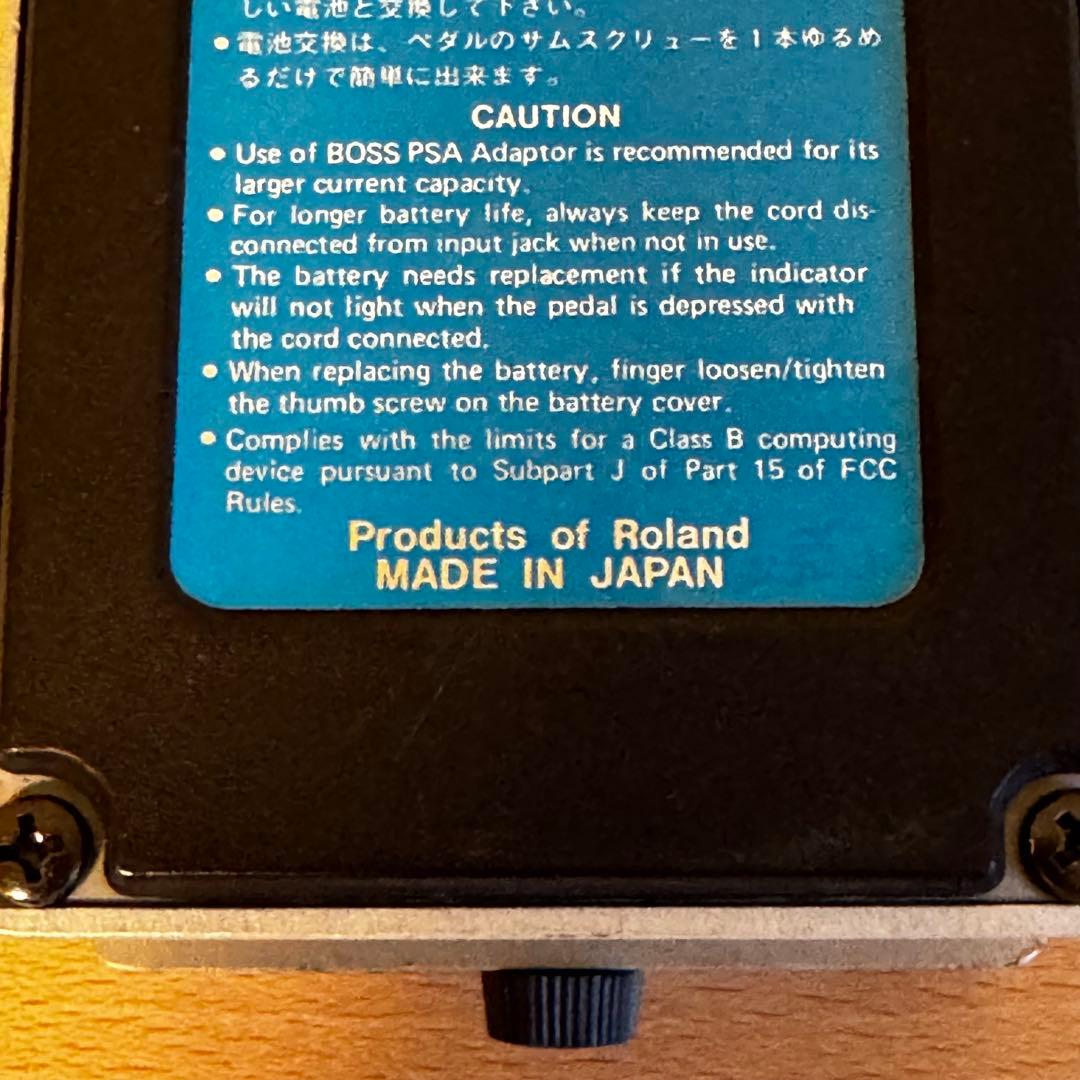 しい電池と交換して下さい。
●電池交換は、ペダルのサムスクリューを1本ゆるめ
るだけで簡単に出来ます。
CAUTION
● Use of BOSS PSA Adaptor is recommended for its
larger current capacity.
● For longer battery life, always keep the cord dis-
connected from input jack when not in use.
● The battery needs replacement if the indicator
will not light when the pedal is depressed with
the cord connected.
● When replacing the battery, finger loosen/tighten
the thumb screw on the battery cover.
● Complies with the limits for a Class B computing
device pursuant to Subpart J of Part 15 of FCC
Rules.
Products of Roland
MADE IN JAPAN